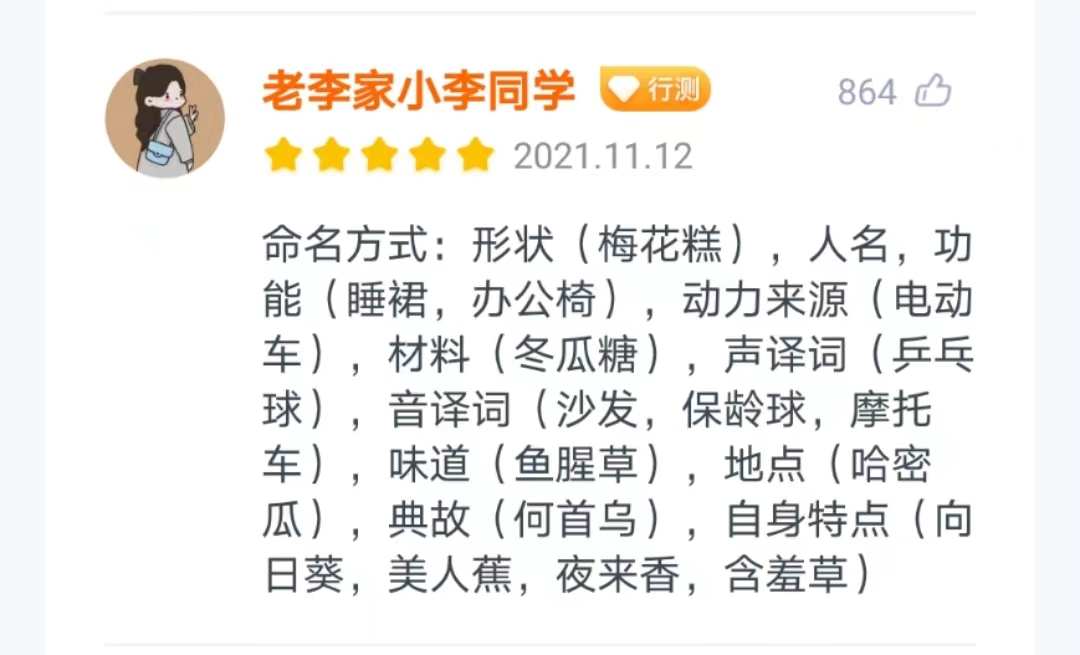 老李家小李同学 行测 864
2021.11.12
命名方式：形状（梅花糕），人名，功
能（睡裙，办公椅），动力来源（电动
车），材料（冬瓜糖），声译词（乒乓
球），音译词（沙发，保龄球，摩托
车），味道（鱼腥草），地点（哈密
瓜），典故（何首乌），自身特点（向
日葵，美人蕉，夜来香，含羞草）